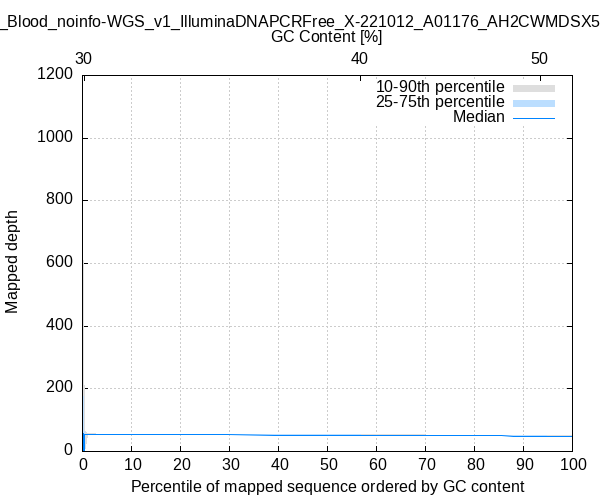 _Blood_noinfo-WGS_v1_IlluminaDNAPCRFree_X-221012_A01176_AH2CWMDSX5
GC Content [%]
30 40 50
1200
1000
800
600
400
200
0
10-90th percentile
25-75th percentile
Median
Mapped depth
0 10 20 30 40 50 60 70 80 90 100
Percentile of mapped sequence ordered by GC content